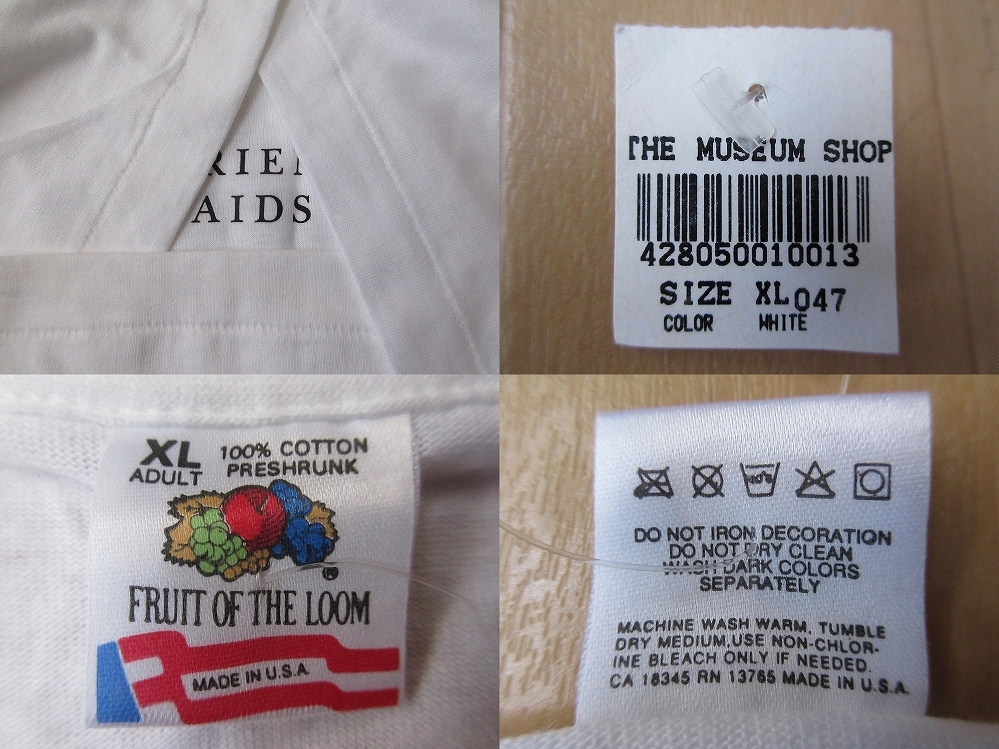 RIEN
AIDS
THE MUSEUM SHOP
428050010013
SIZE XL 047
COLOR WHITE
XL
ADULT
100% COTTON
PRESHRUNK
FRUIT OF THE LOOM
MADE IN U.S.A.
DO NOT IRON DECORATION
DO NOT DRY CLEAN
WASH DARK COLORS
SEPARATELY
MACHINE WASH WARM. TUMBLE
DRY MEDIUM.USE NON-CHLOR-
INE BLEACH ONLY IF NEEDED.
CA 18345 RN 13765 MADE IN U.S.A.